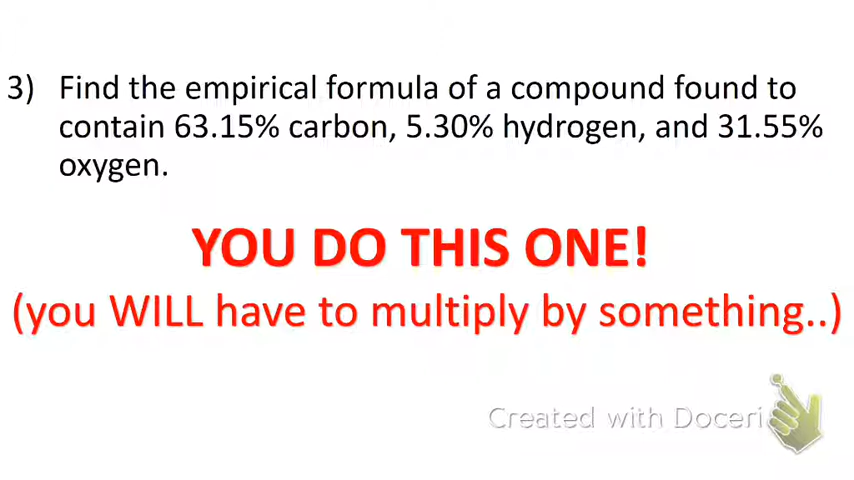 3) Find the empirical formula of a compound found to
contain 63.15% carbon, 5.30% hydrogen, and 31.55%
oxygen.
YOU DO THIS ONE!
(you WILL have to multiply by something..)
Created with Doceri